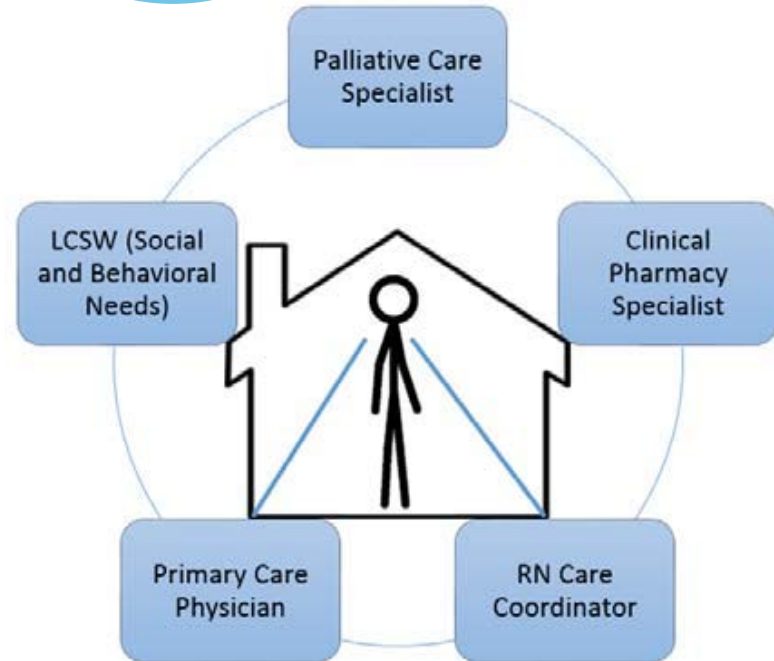 Palliative Care
Specialist
LCSW (Social
and Behavioral
Needs)
Clinical
Pharmacy
Specialist
Primary Care
Physician
RN Care
Coordinator